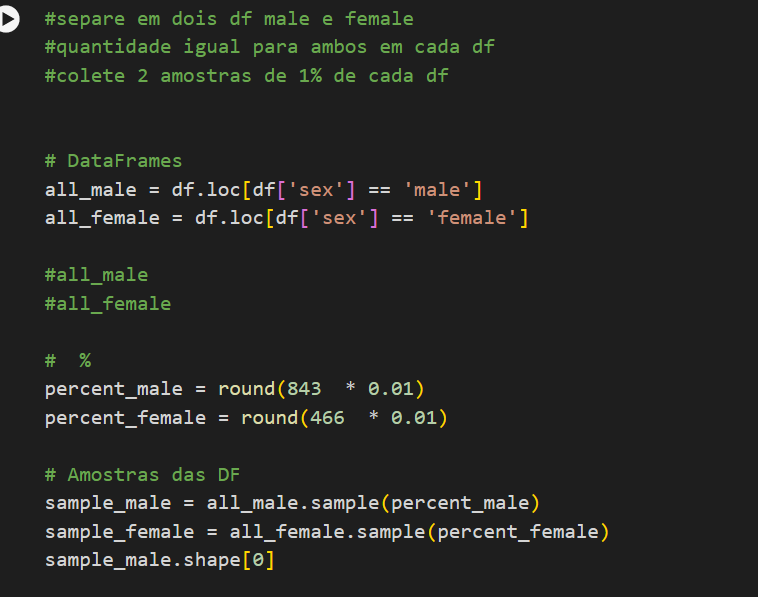 #separe em dois df male e female
#quantidade igual para ambos em cada df
#colete 2 amostras de 1% de cada df
# DataFrames
all_male = df.loc[df['sex'] == 'male']
all_female = df.loc[df['sex'] == 'female']
#all_male
#all_female
#  %
percent_male = round(843  * 0.01)
percent_female = round(466  * 0.01)
# Amostras das DF
sample_male = all_male.sample(percent_male)
sample_female = all_female.sample(percent_female)
sample_male.shape[0]